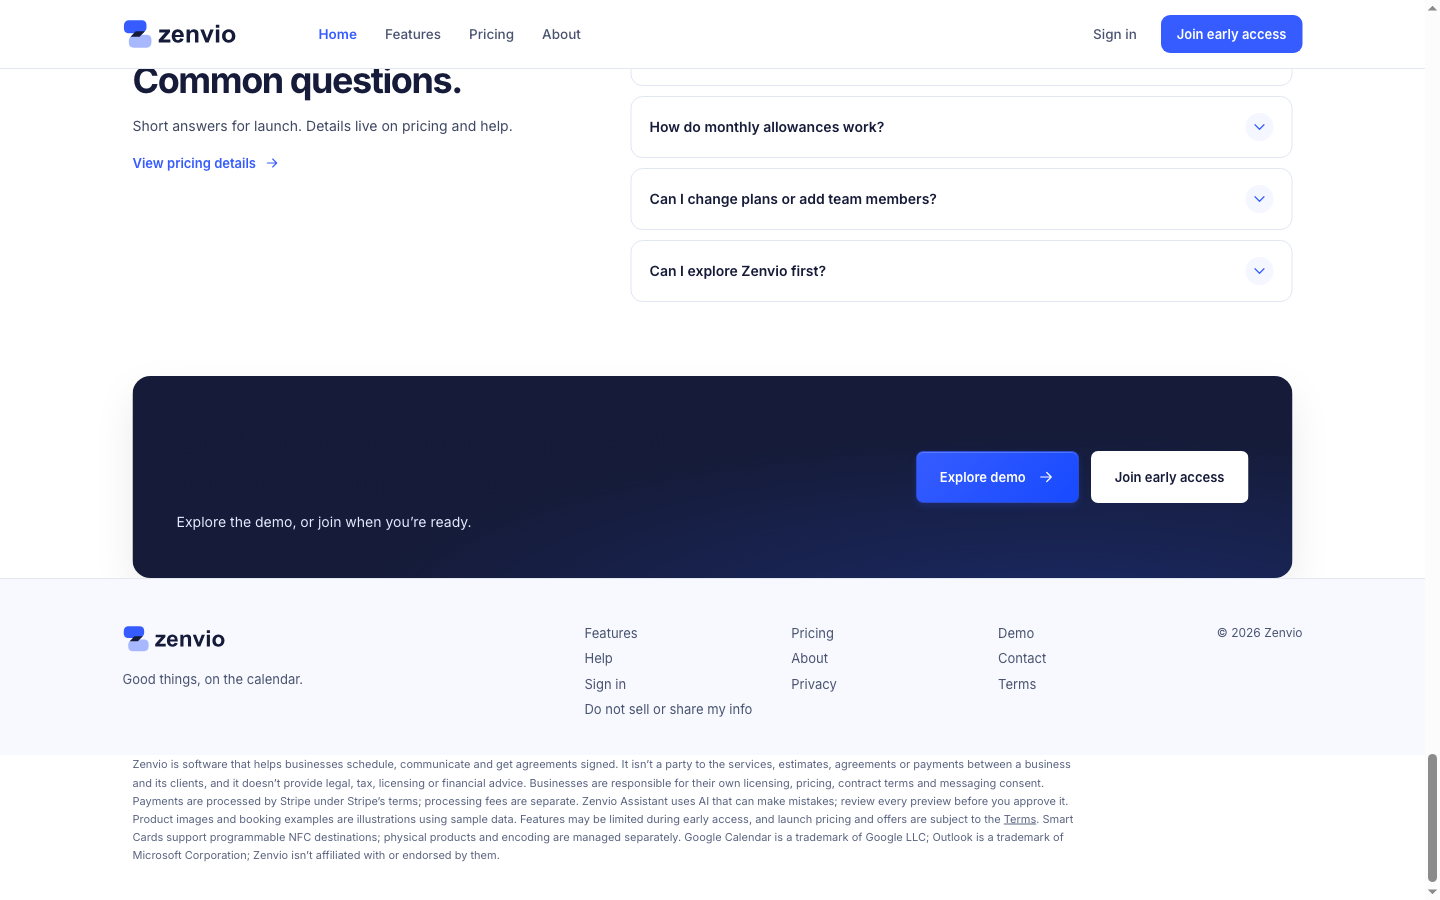 zenvio
Home
Features
Pricing
About
Sign in
Join early access
Common questions.
Short answers for launch. Details live on pricing and help.
View pricing details →
How do monthly allowances work?
Can I change plans or add team members?
Can I explore Zenvio first?
Explore the demo, or join when you’re ready.
Explore demo →
Join early access
zenvio
Good things, on the calendar.
Features
Help
Sign in
Do not sell or share my info
Pricing
About
Privacy
Demo
Contact
Terms
© 2026 Zenvio
Zenvio is software that helps businesses schedule, communicate and get agreements signed. It isn’t a party to the services, estimates, agreements or payments between a business
and its clients, and it doesn’t provide legal, tax, licensing or financial advice. Businesses are responsible for their own licensing, pricing, contract terms and messaging consent.
Payments are processed by Stripe under Stripe’s terms; processing fees are separate. Zenvio Assistant uses AI that can make mistakes; review every preview before you approve it.
Product images and booking examples are illustrations using sample data. Features may be limited during early access, and launch pricing and offers are subject to the Terms. Smart
Cards support programmable NFC destinations; physical products and encoding are managed separately. Google Calendar is a trademark of Google LLC; Outlook is a trademark of
Microsoft Corporation; Zenvio isn’t affiliated with or endorsed by them.